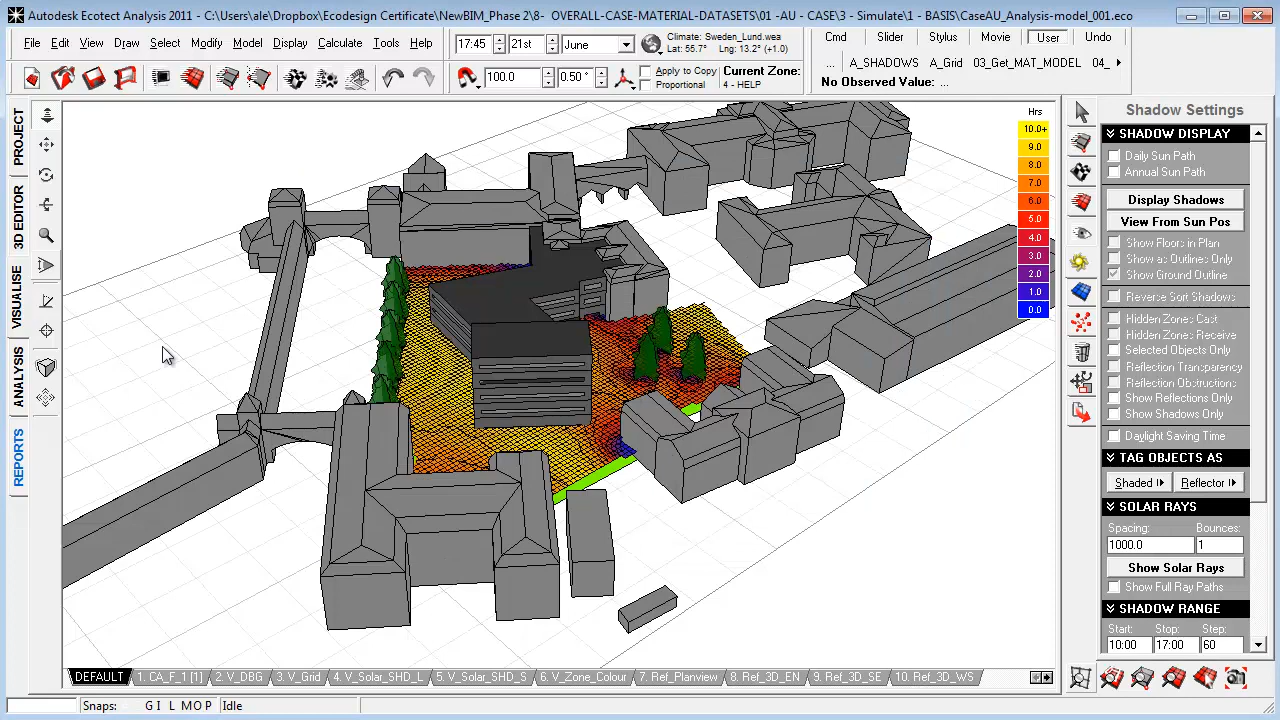 Autodesk Ecotect Analysis 2011 - C:\Users\ale\Dropbox\Ecodesign Certificate\NewBIM_Phase 2\8- OVERALL-CASE-MATERIAL-DATASETS\01 -AU - CASE\3 - Simulate\1 - BASIS\CaseAU_Analysis-model_001.eco
File Edit View Draw Select Modify Model Display Calculate Tools Help
17:45 21st June
Climate: Sweden_Lund.wea
Lat: 55.7° Lng: 13.2° (+1.0)
Cmd Slider Stylus Movie User Undo
... A_SHADOWS A_Grid 03_Get_MAT_MODEL 04_
No Observed Value: ...
100.0 0.50 °
Apply to Copy
Proportional
Current Zone:
4 - HELP
PROJECT
3D EDITOR
VISUALISE
ANALYSIS
REPORTS
Hrs
10.0+
9.0
8.0
7.0
6.0
5.0
4.0
3.0
2.0
1.0
0.0
Shadow Settings
SHADOW DISPLAY
Daily Sun Path
Annual Sun Path
Display Shadows
View From Sun Pos
Show Floors in Plan
Show as Outlines Only
Show Ground Outline
Reverse Sort Shadows
Hidden Zones Cast
Hidden Zones Receive
Selected Objects Only
Reflection Transparency
Reflection Obstructions
Show Reflections Only
Show Shadows Only
Daylight Saving Time
TAG OBJECTS AS
Shaded Reflector
SOLAR RAYS
Spacing: Bounces:
1000.0 1
Show Solar Rays
Show Full Ray Paths
SHADOW RANGE
Start: Stop: Step:
10:00 17:00 60
DEFAULT 1. CA_F_1 [1] 2. V_DBG 3. V_Grid 4. V_Solar_SHD_L 5. V_Solar_SHD_S 6. V_Zone_Colour 7. Ref_Planview 8. Ref_3D_EN 9. Ref_3D_SE 10. Ref_3D_WS
Snaps: G I L M O P Idle